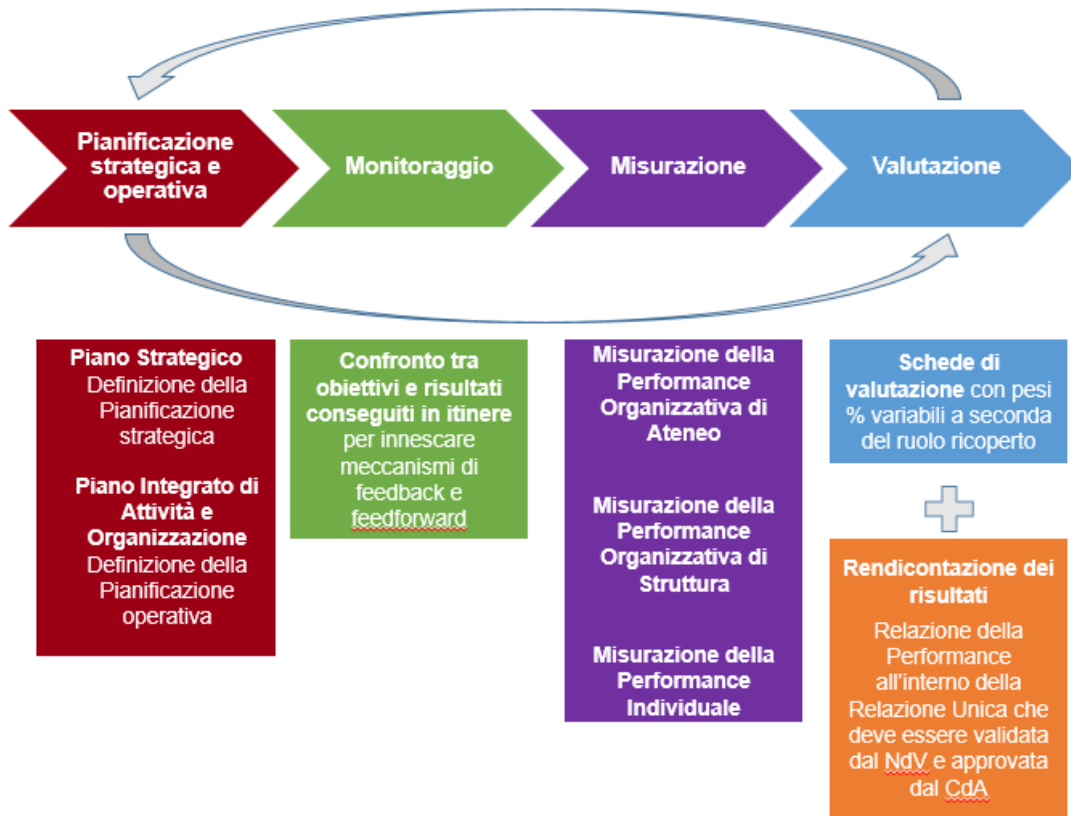 Pianificazione
strategica e
operativa
Monitoraggio
Misurazione
Valutazione
Piano Strategico
Definizione della
Pianificazione
strategica
Piano Integrato di
Attività e
Organizzazione
Definizione della
Pianificazione
operativa
Confronto tra
obiettivi e risultati
conseguiti in itinere
per innescare
meccanismi di
feedback e
feedforward
Misurazione della
Performance
Organizzativa di
Ateneo
Misurazione della
Performance
Organizzativa di
Struttura
Misurazione della
Performance
Individuale
Schede di
valutazione con pesi
% variabili a seconda
del ruolo ricoperto
Rendicontazione dei
risultati
Relazione della
Performance
all'interno della
Relazione Unica che
deve essere validata
dal NdV e approvata
dal CdA